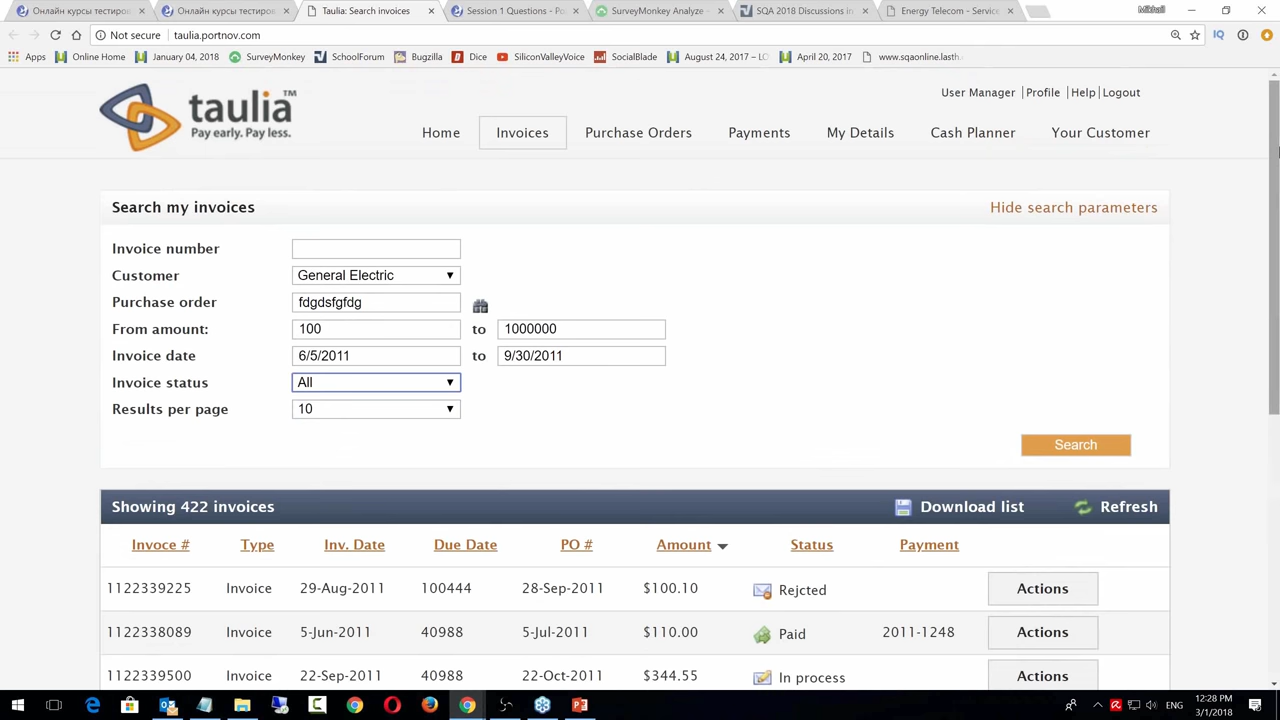 Онлайн курсы тестиров
Онлайн курсы тестиров
Taulia: Search invoices
Session 1 Questions - Po
SurveyMonkey Analyze -
SQA 2018 Discussions in
Energy Telecom - Service
Mikhail
Not secure | taulia.portnov.com
Apps
Online Home
January 04, 2018
SurveyMonkey
SchoolForum
Bugzilla
Dice
SiliconValleyVoice
SocialBlade
August 24, 2017 – LO
April 20, 2017
www.sqaonline.lasth
taulia™
Pay early. Pay less.
User Manager | Profile | Help | Logout
Home
Invoices
Purchase Orders
Payments
My Details
Cash Planner
Your Customer
Search my invoices
Hide search parameters
Invoice number
Customer General Electric
Purchase order fdgdsfgfdg
From amount: 100 to 1000000
Invoice date 6/5/2011 to 9/30/2011
Invoice status All
Results per page 10
Search
Showing 422 invoices
Download list
Refresh
Invoce # Type Inv. Date Due Date PO # Amount Status Payment
1122339225 Invoice 29-Aug-2011 100444 28-Sep-2011 $100.10 Rejcted Actions
1122338089 Invoice 5-Jun-2011 40988 5-Jul-2011 $110.00 Paid 2011-1248 Actions
1122339500 Invoice 22-Sep-2011 40988 22-Oct-2011 $344.55 In process Actions
ENG
12:28 PM
3/1/2018